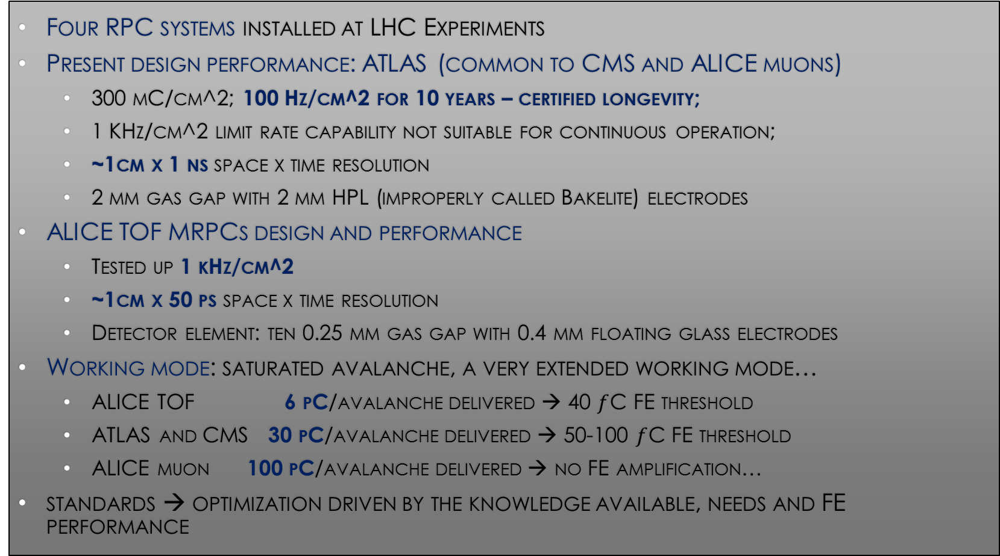 • Four RPC systems installed at LHC Experiments
• Present design performance: ATLAS (common to CMS and ALICE muons)
• 300 mC/cm^2; 100 Hz/cm^2 for 10 years – certified longevity;
• 1 KHz/cm^2 limit rate capability not suitable for continuous operation;
• ~1cm x 1 ns space x time resolution
• 2 mm gas gap with 2 mm HPL (improperly called Bakelite) electrodes
• ALICE TOF MRPCs design and performance
• Tested up 1 kHz/cm^2
• ~1cm x 50 ps space x time resolution
• Detector element: ten 0.25 mm gas gap with 0.4 mm floating glass electrodes
• Working mode: saturated avalanche, a very extended working mode…
• ALICE TOF 6 pC/avalanche delivered → 40 fC FE threshold
• ATLAS and CMS 30 pC/avalanche delivered → 50-100 fC FE threshold
• ALICE muon 100 pC/avalanche delivered → no FE amplification…
• standards → optimization driven by the knowledge available, needs and FE
performance